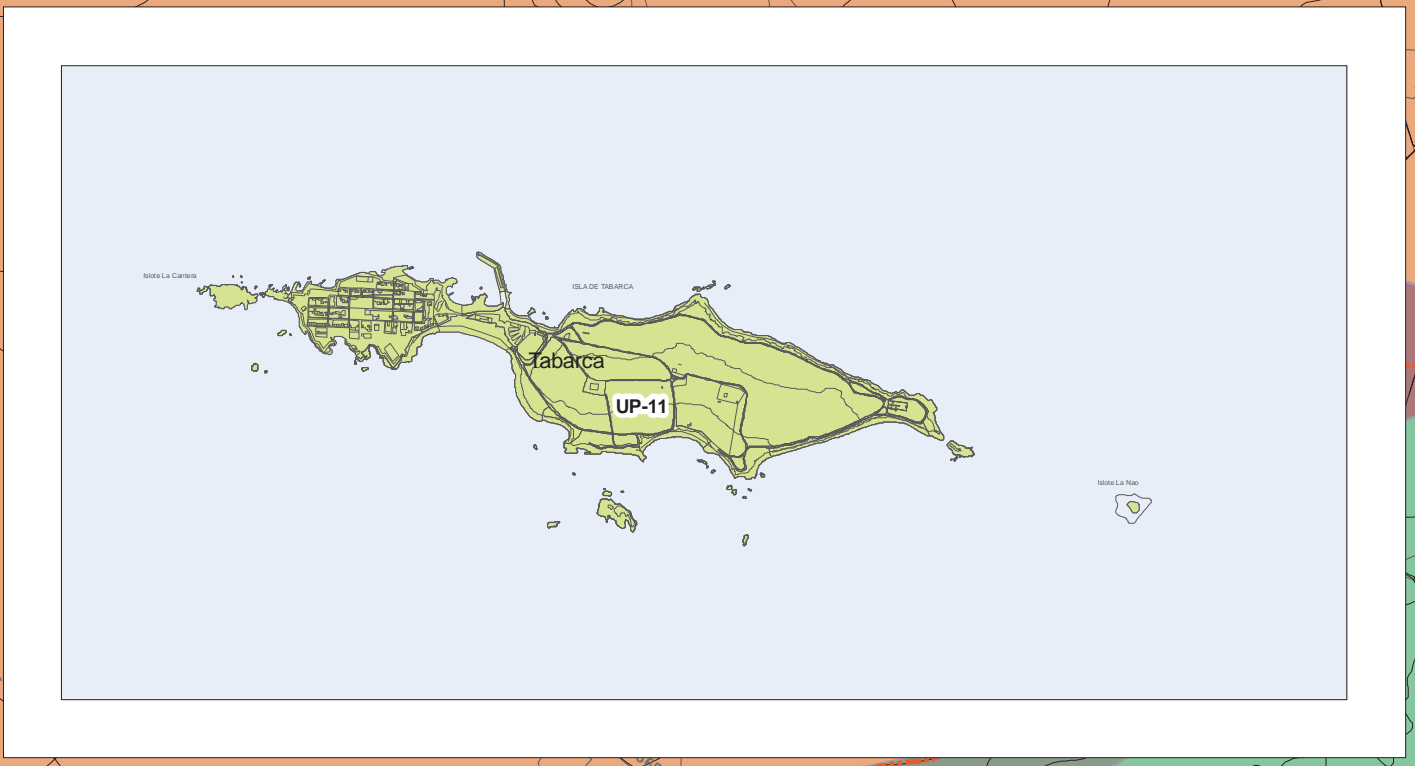 Islote La Cantera
ISLA DE TABARCA
Tabarca
UP-11
Islote La Nao